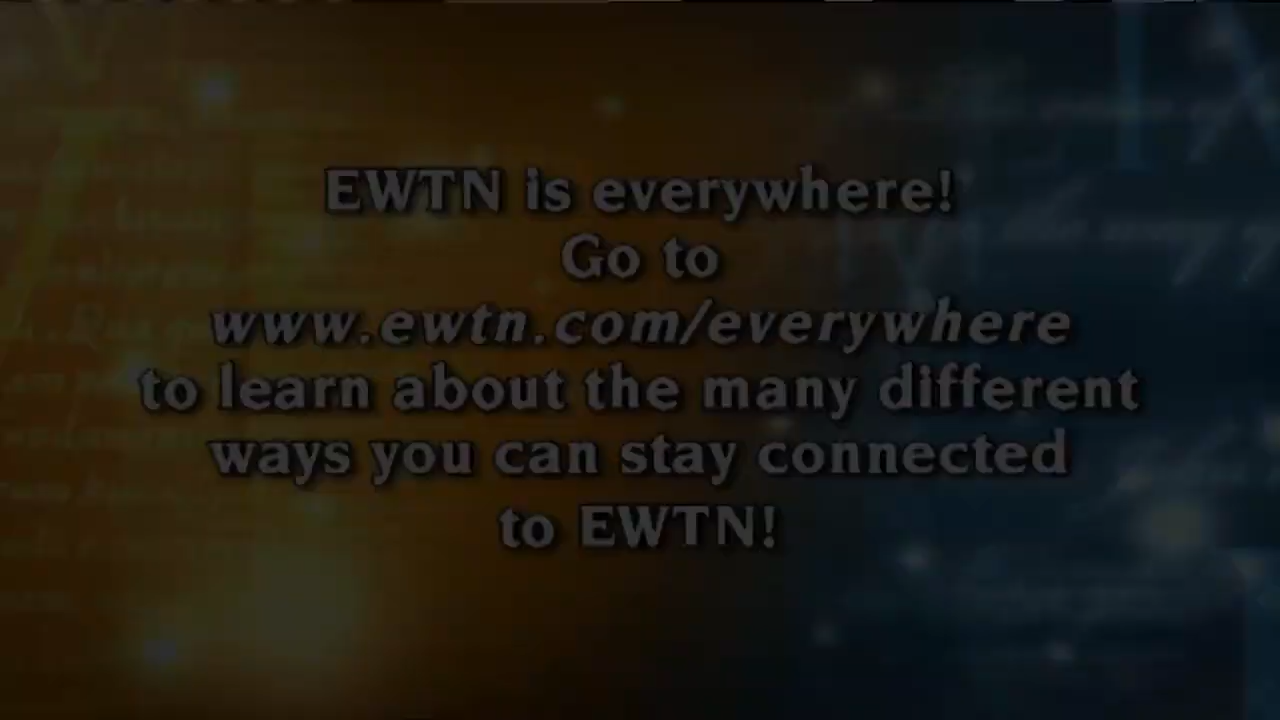 EWTN is everywhere!
Go to
www.ewtn.com/everywhere
to learn about the many different
ways you can stay connected
to EWTN!